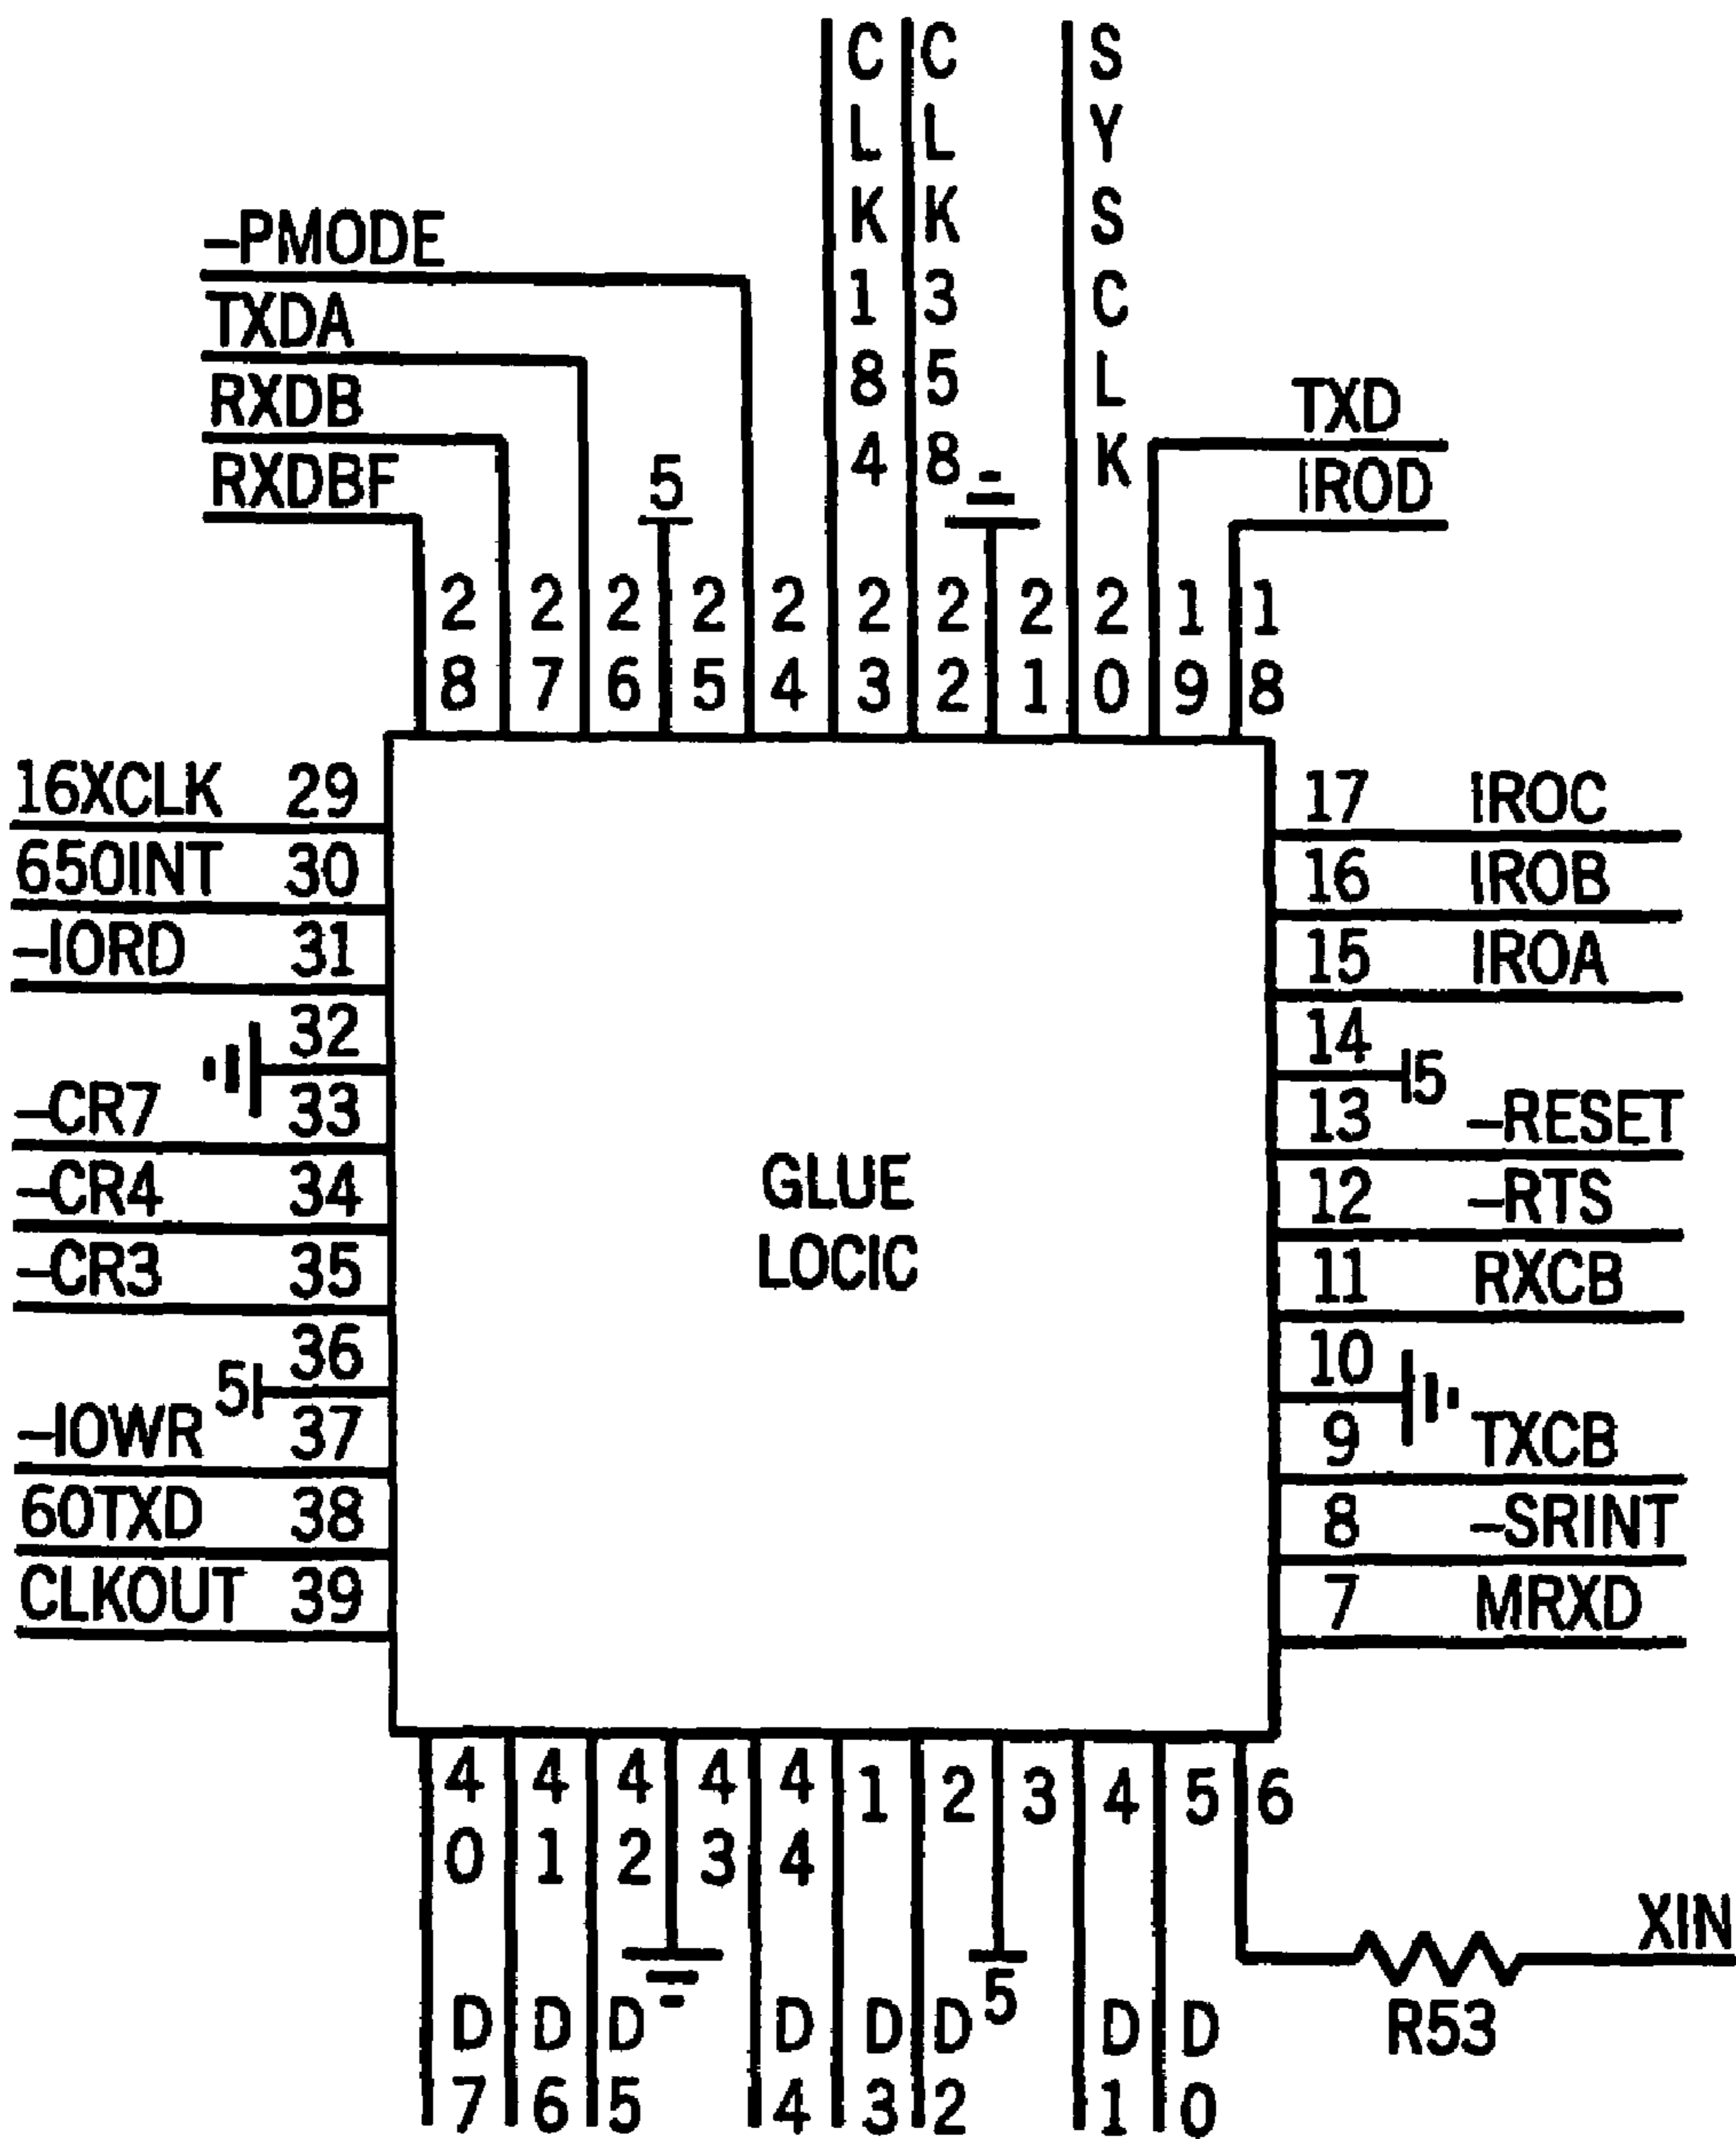 CLK184
CLK358
SYSCLK
-PMODE
TXDA
RXDB
RXDBF
5
TXD
IROD
28 27 26 25 24 23 22 21 20 19 18
16XCLK 29
650INT 30
-IORD 31
32
-CR7 33
-CR4 34
-CR3 35
36
5
-IOWR 37
60TXD 38
CLKOUT 39
GLUE
LOCIC
17 IROC
16 IROB
15 IROA
14
5
13 -RESET
12 -RTS
11 RXCB
10
9 TXCB
8 -SRINT
7 MRXD
40 41 42 43 44 1 2 3 4 5 6
D7 D6 D5 D4 D3 D2 5 D1 D0
XIN
R53